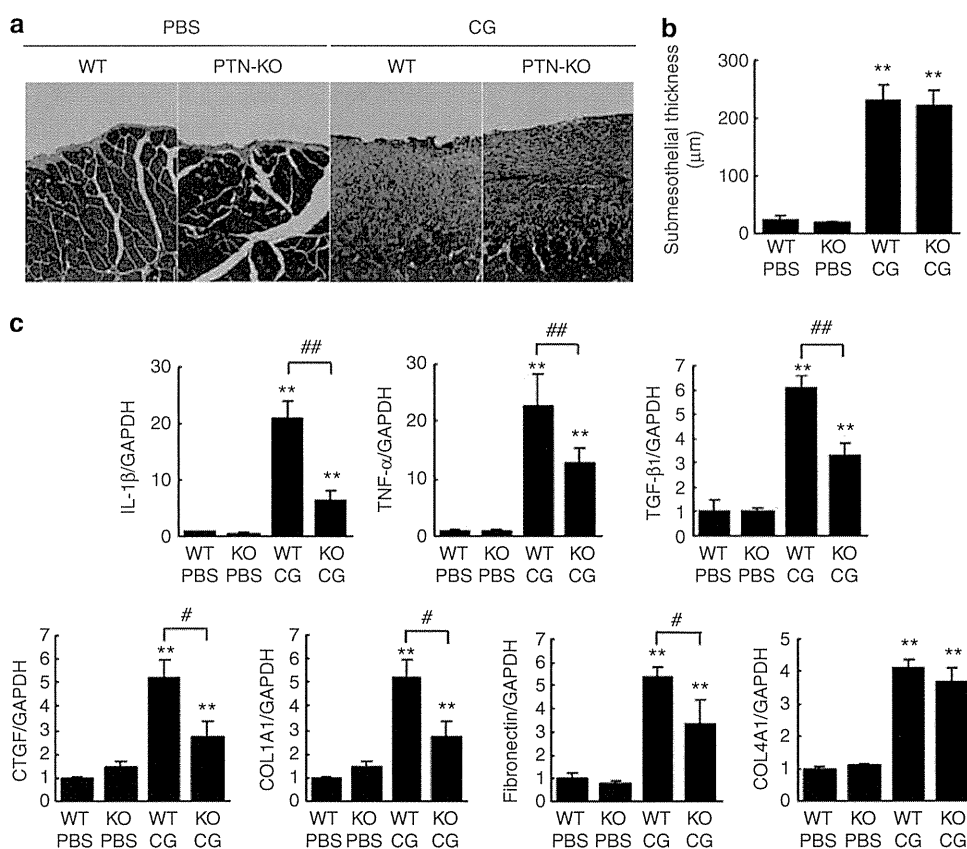 a
PBS
CG
WT
PTN-KO
WT
PTN-KO
b
Submesothelial thickness
(μm)
300
200
100
0
**
**
WT
PBS
KO
PBS
WT
CG
KO
CG
c
IL-1β/GAPDH
30
20
10
0
**
**
##
WT
PBS
KO
PBS
WT
CG
KO
CG
TNF-α/GAPDH
30
20
10
0
**
**
##
WT
PBS
KO
PBS
WT
CG
KO
CG
TGF-β1/GAPDH
7
6
5
4
3
2
1
0
**
**
##
WT
PBS
KO
PBS
WT
CG
KO
CG
CTGF/GAPDH
7
6
5
4
3
2
1
0
**
**
#
WT
PBS
KO
PBS
WT
CG
KO
CG
COL1A1/GAPDH
7
6
5
4
3
2
1
0
**
**
#
WT
PBS
KO
PBS
WT
CG
KO
CG
Fibronectin/GAPDH
7
6
5
4
3
2
1
0
**
**
#
WT
PBS
KO
PBS
WT
CG
KO
CG
COL4A1/GAPDH
5
4
3
2
1
0
**
**
WT
PBS
KO
PBS
WT
CG
KO
CG